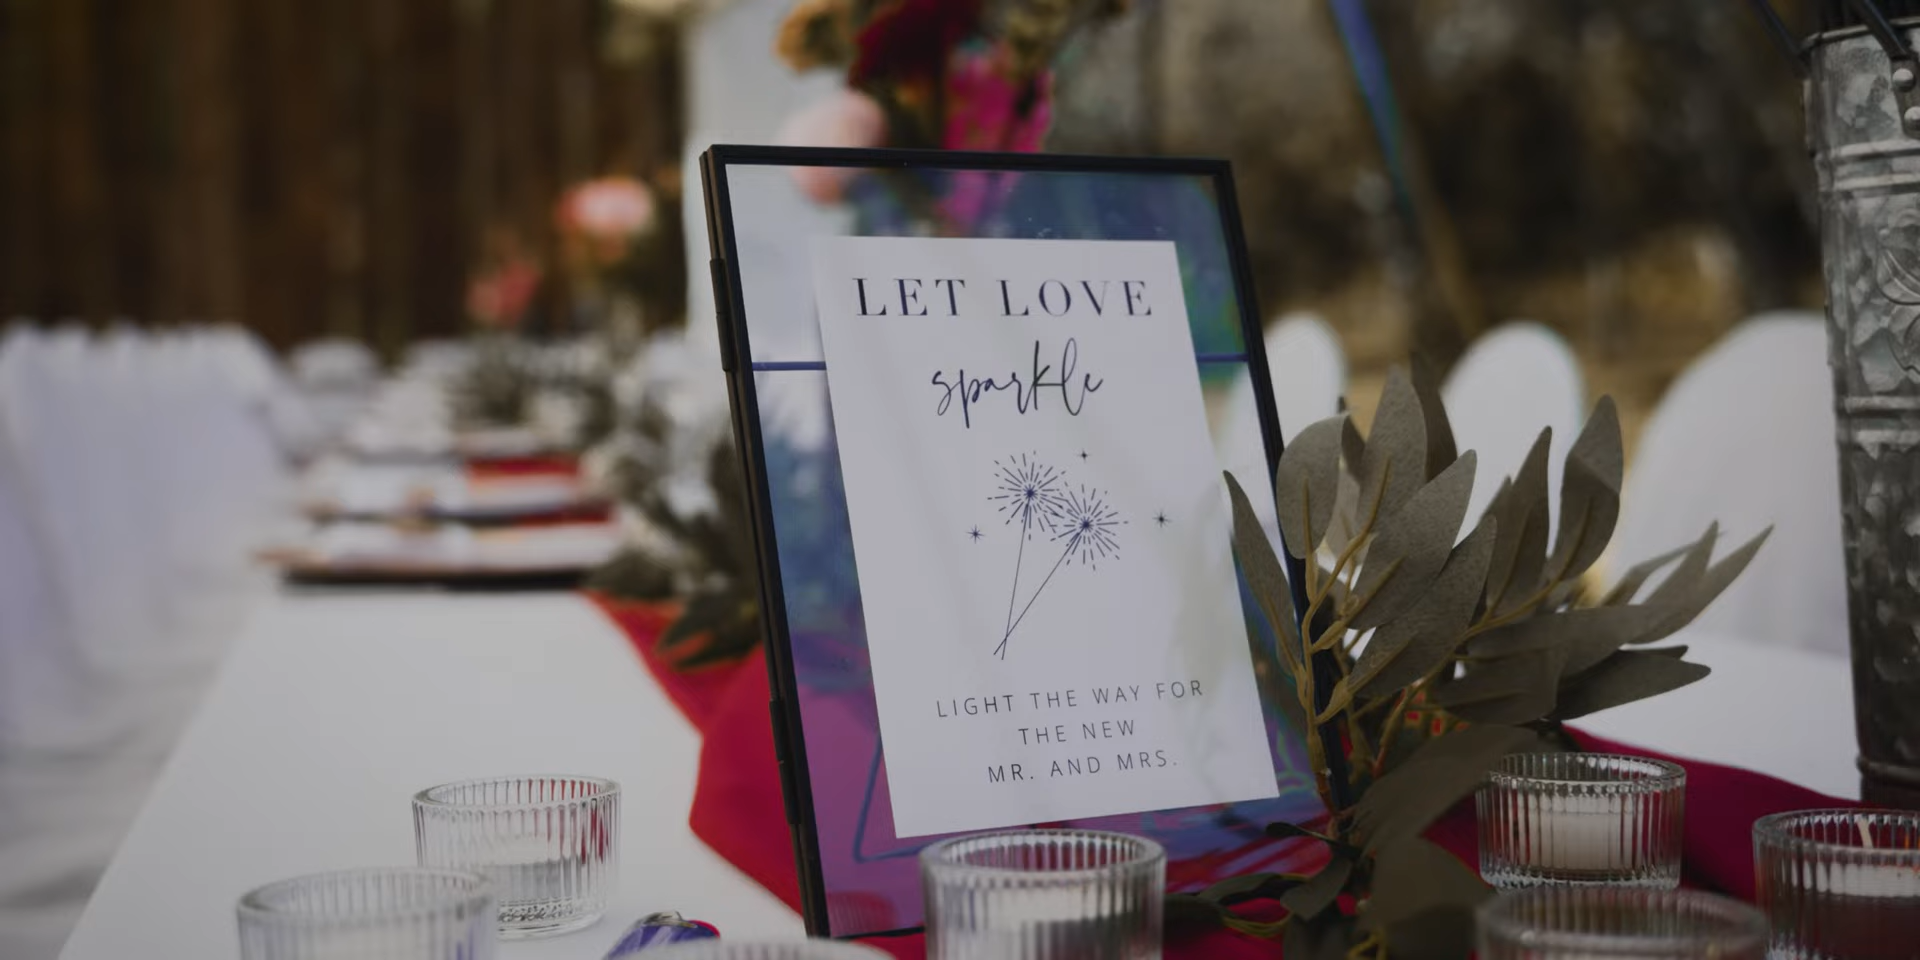 LET LOVE
sparkle
LIGHT THE WAY FOR
THE NEW
MR. AND MRS.